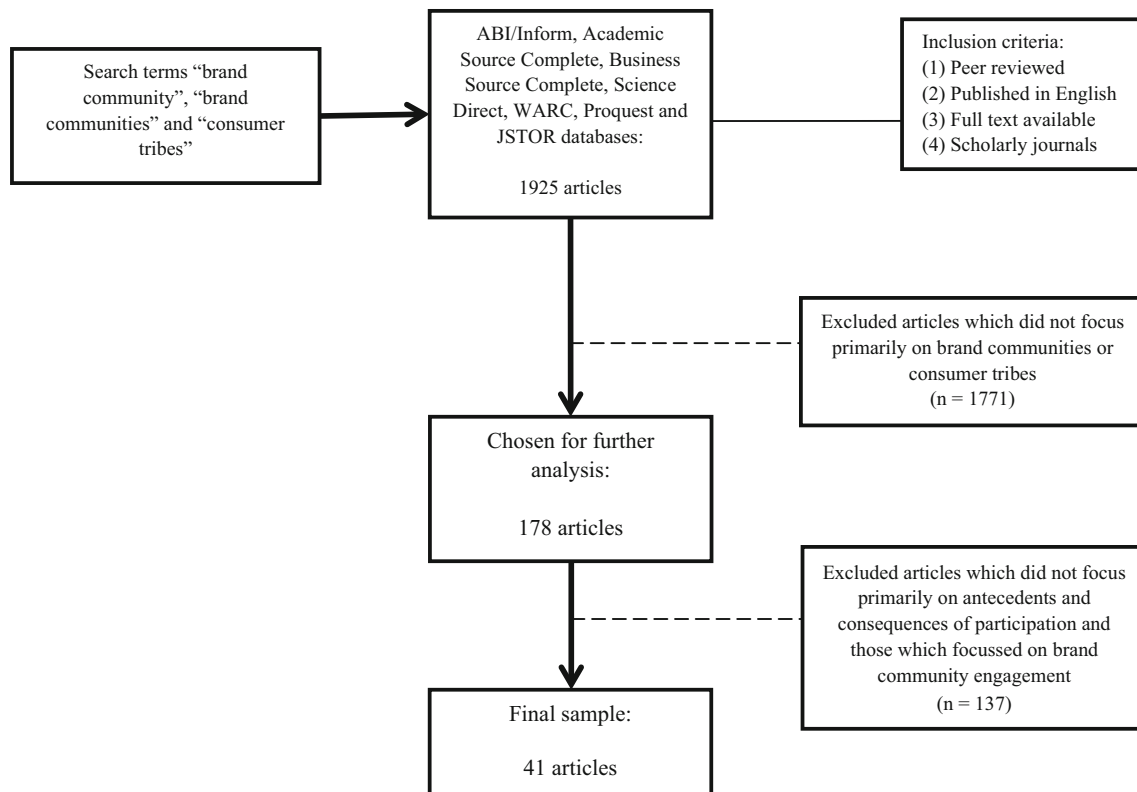 Search terms “brand
community”, “brand
communities” and “consumer
tribes”
ABI/Inform, Academic
Source Complete, Business
Source Complete, Science
Direct, WARC, Proquest and
JSTOR databases:
1925 articles
Inclusion criteria:
(1) Peer reviewed
(2) Published in English
(3) Full text available
(4) Scholarly journals
Excluded articles which did not focus
primarily on brand communities or
consumer tribes
(n = 1771)
Chosen for further
analysis:
178 articles
Excluded articles which did not focus
primarily on antecedents and
consequences of participation and
those which focussed on brand
community engagement
(n = 137)
Final sample:
41 articles